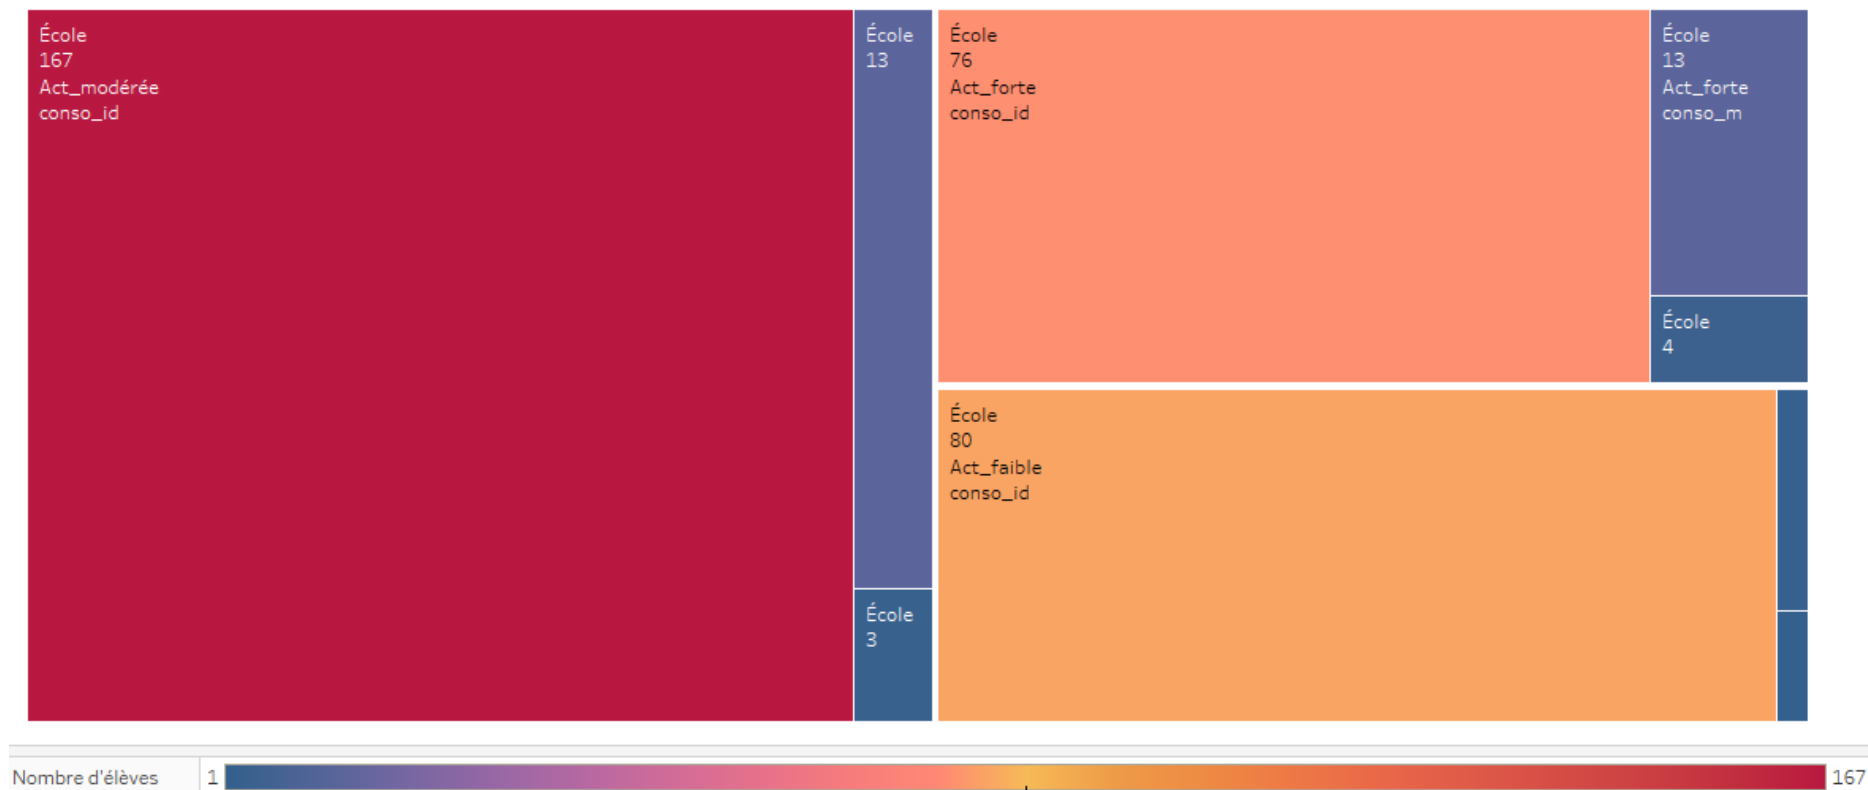 École
167
Act_modérée
conso_id
École
13
École
3
École
76
Act_forte
conso_id
École
13
Act_forte
conso_m
École
4
École
80
Act_faible
conso_id
Nombre d'élèves
1
167